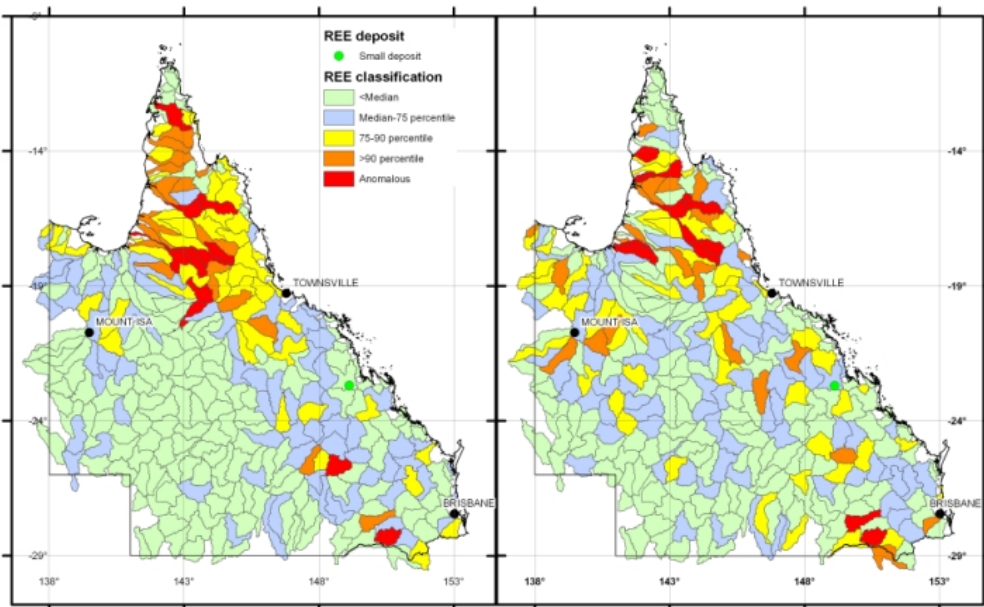 9°
REE deposit
Small deposit
REE classification
<Median
Median-75 percentile
75-90 percentile
>90 percentile
Anomalous
-14°
-14°
-19°
TOWNSVILLE
-19°
TOWNSVILLE
MOUNT ISA
MOUNT ISA
-24°
-24°
BRISBANE
BRISBANE
-29°
-29°
138°
143°
148°
153°
138°
143°
148°
153°